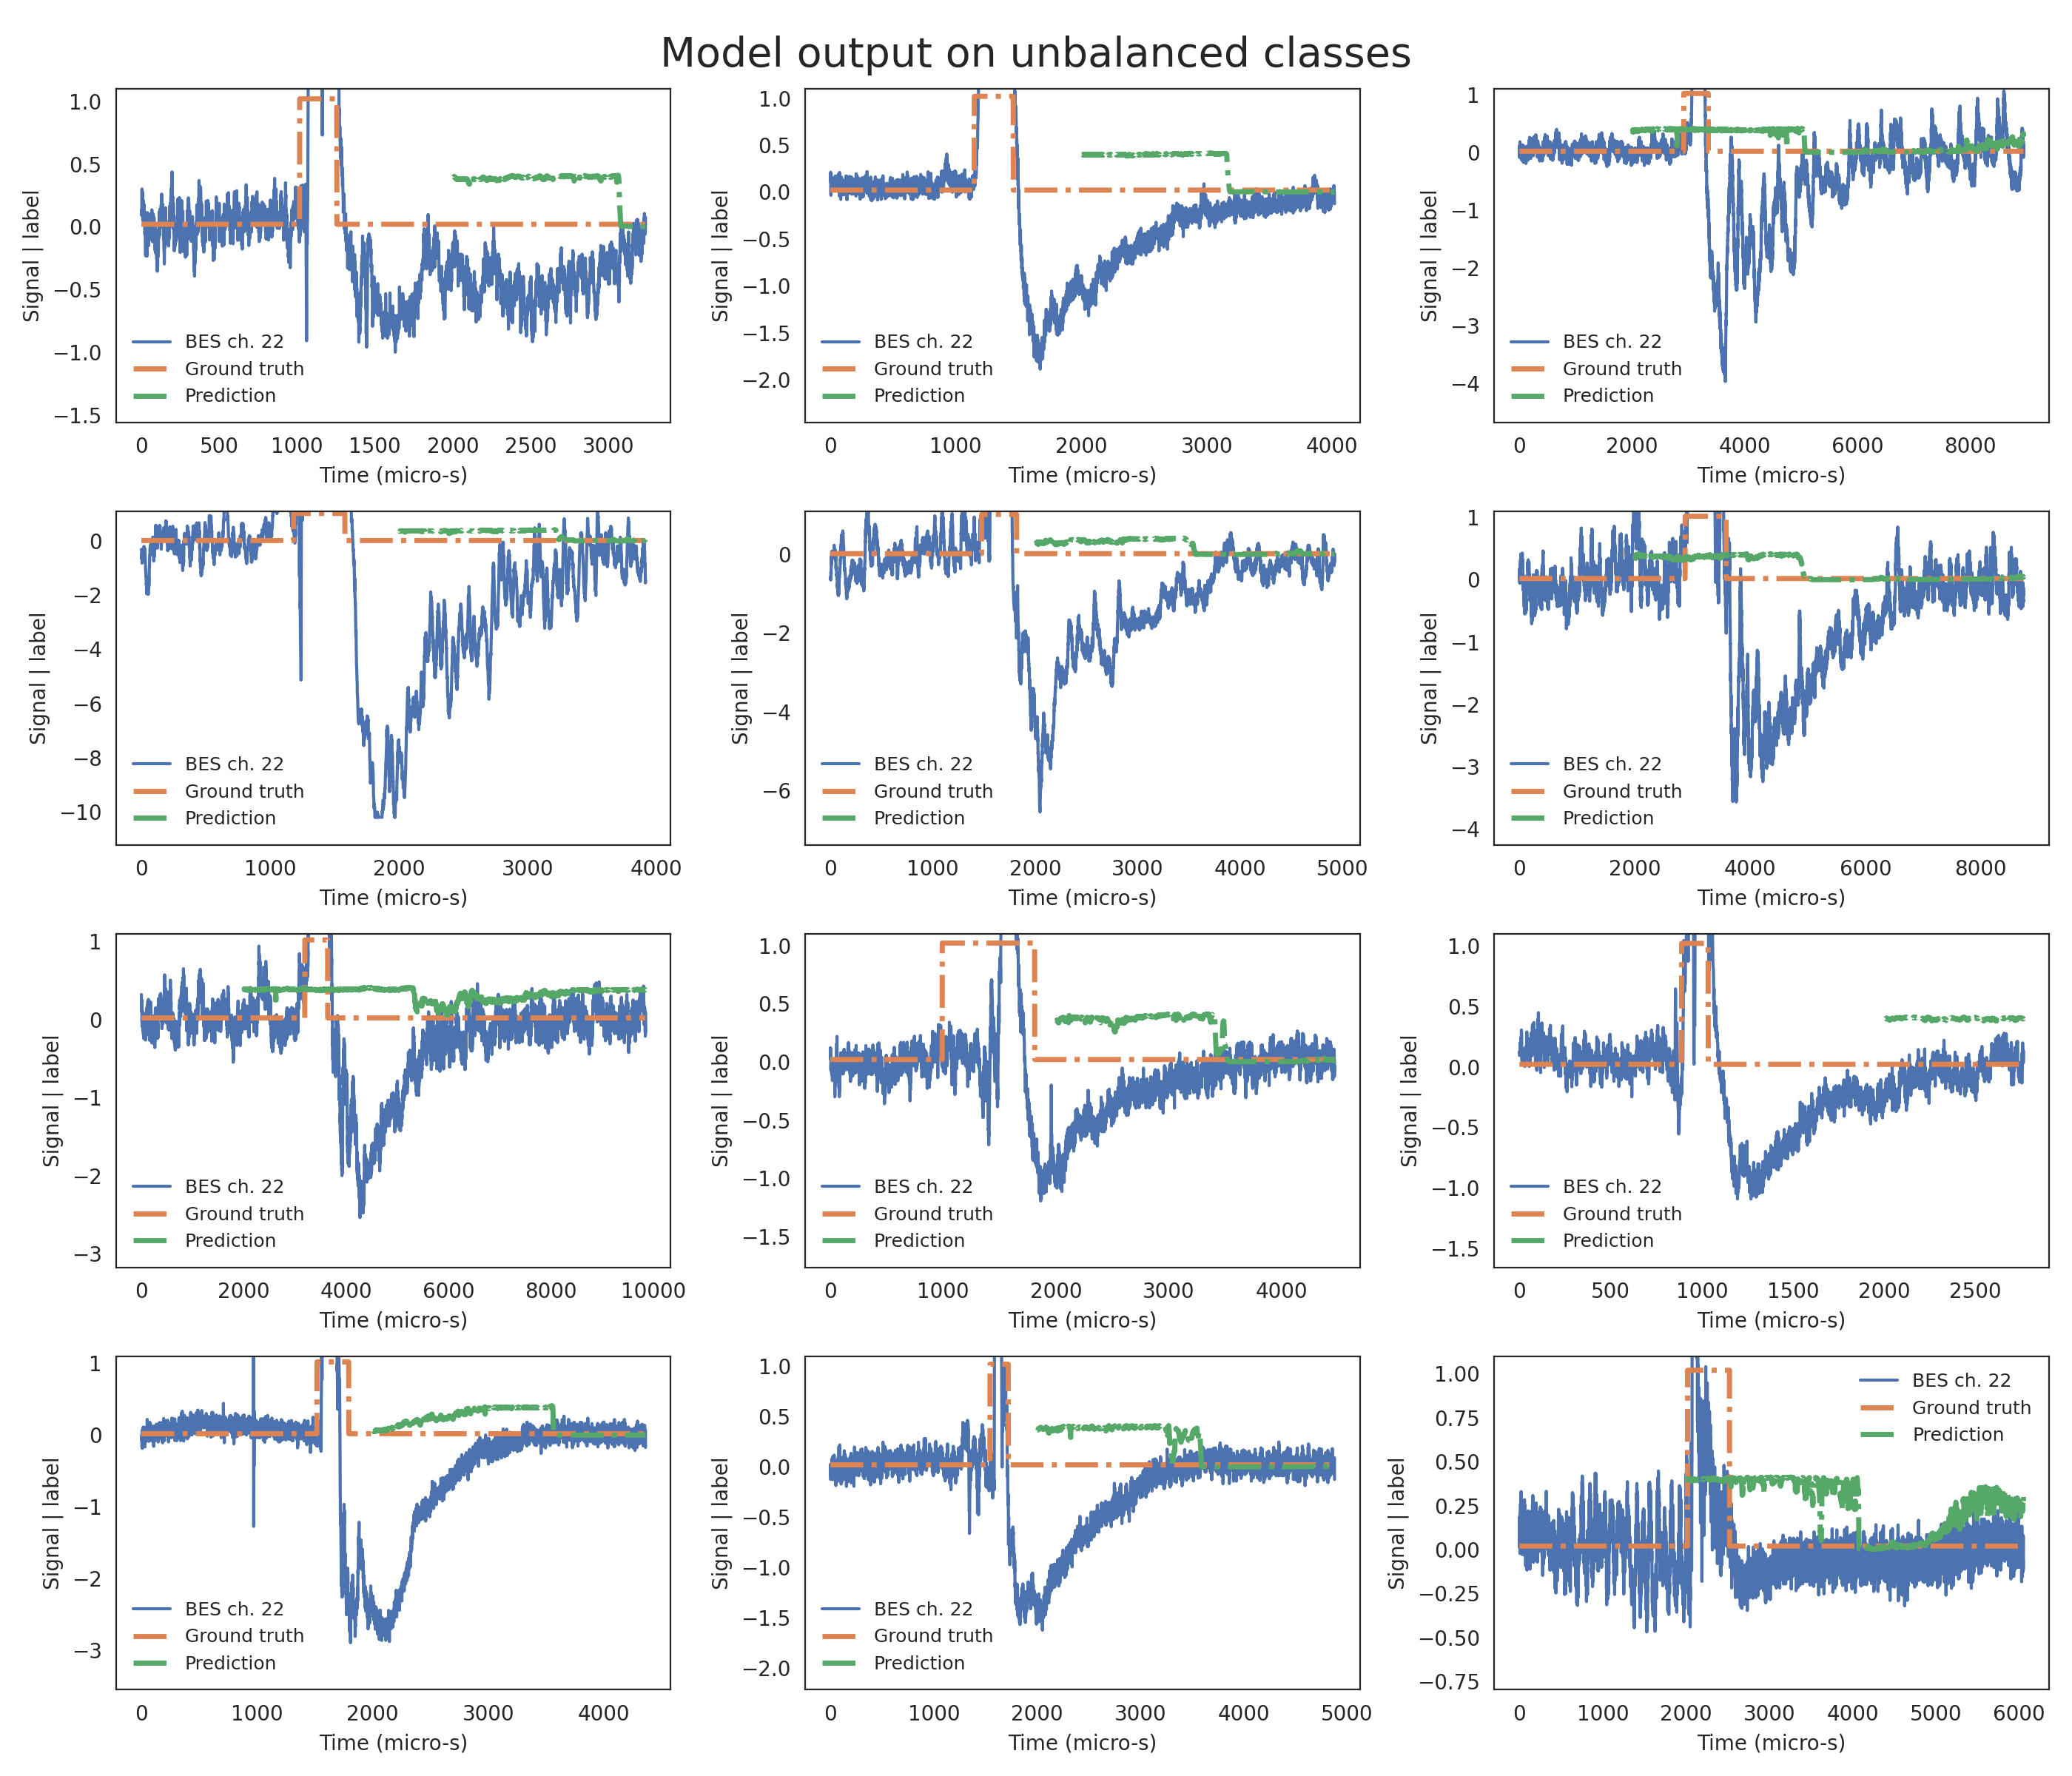 Model output on unbalanced classes
1.0
0.5
0.0
−0.5
−1.0
−1.5
Signal | label
BES ch. 22
Ground truth
Prediction
0 500 1000 1500 2000 2500 3000
Time (micro-s)
1.0
0.5
0.0
−0.5
−1.0
−1.5
−2.0
Signal | label
BES ch. 22
Ground truth
Prediction
0 1000 2000 3000 4000
Time (micro-s)
1
0
−1
−2
−3
−4
Signal | label
BES ch. 22
Ground truth
Prediction
0 2000 4000 6000 8000
Time (micro-s)
0
−2
−4
−6
−8
−10
Signal | label
BES ch. 22
Ground truth
Prediction
0 1000 2000 3000 4000
Time (micro-s)
0
−2
−4
−6
Signal | label
BES ch. 22
Ground truth
Prediction
0 1000 2000 3000 4000 5000
Time (micro-s)
1
0
−1
−2
−3
−4
Signal | label
BES ch. 22
Ground truth
Prediction
0 2000 4000 6000 8000
Time (micro-s)
1
0
−1
−2
−3
Signal | label
BES ch. 22
Ground truth
Prediction
0 2000 4000 6000 8000 10000
Time (micro-s)
1.0
0.5
0.0
−0.5
−1.0
−1.5
Signal | label
BES ch. 22
Ground truth
Prediction
0 1000 2000 3000 4000
Time (micro-s)
1.0
0.5
0.0
−0.5
−1.0
−1.5
Signal | label
BES ch. 22
Ground truth
Prediction
0 500 1000 1500 2000 2500
Time (micro-s)
1
0
−1
−2
−3
Signal | label
BES ch. 22
Ground truth
Prediction
0 1000 2000 3000 4000
Time (micro-s)
1.0
0.5
0.0
−0.5
−1.0
−1.5
−2.0
Signal | label
BES ch. 22
Ground truth
Prediction
0 1000 2000 3000 4000 5000
Time (micro-s)
1.00
0.75
0.50
0.25
0.00
−0.25
−0.50
−0.75
Signal | label
BES ch. 22
Ground truth
Prediction
0 1000 2000 3000 4000 5000 6000
Time (micro-s)